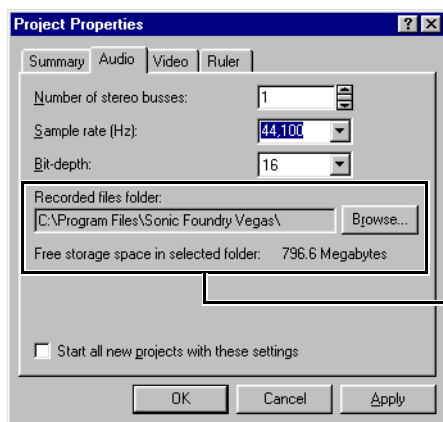 Project Properties
Summary Audio Video Ruler
Number of stereo busses: 1
Sample rate (Hz): 44,100
Bit-depth: 16
Recorded files folder:
C:\Program Files\Sonic Foundry Vegas\ Browse...
Free storage space in selected folder: 796.6 Megabytes
Start all new projects with these settings
OK Cancel Apply